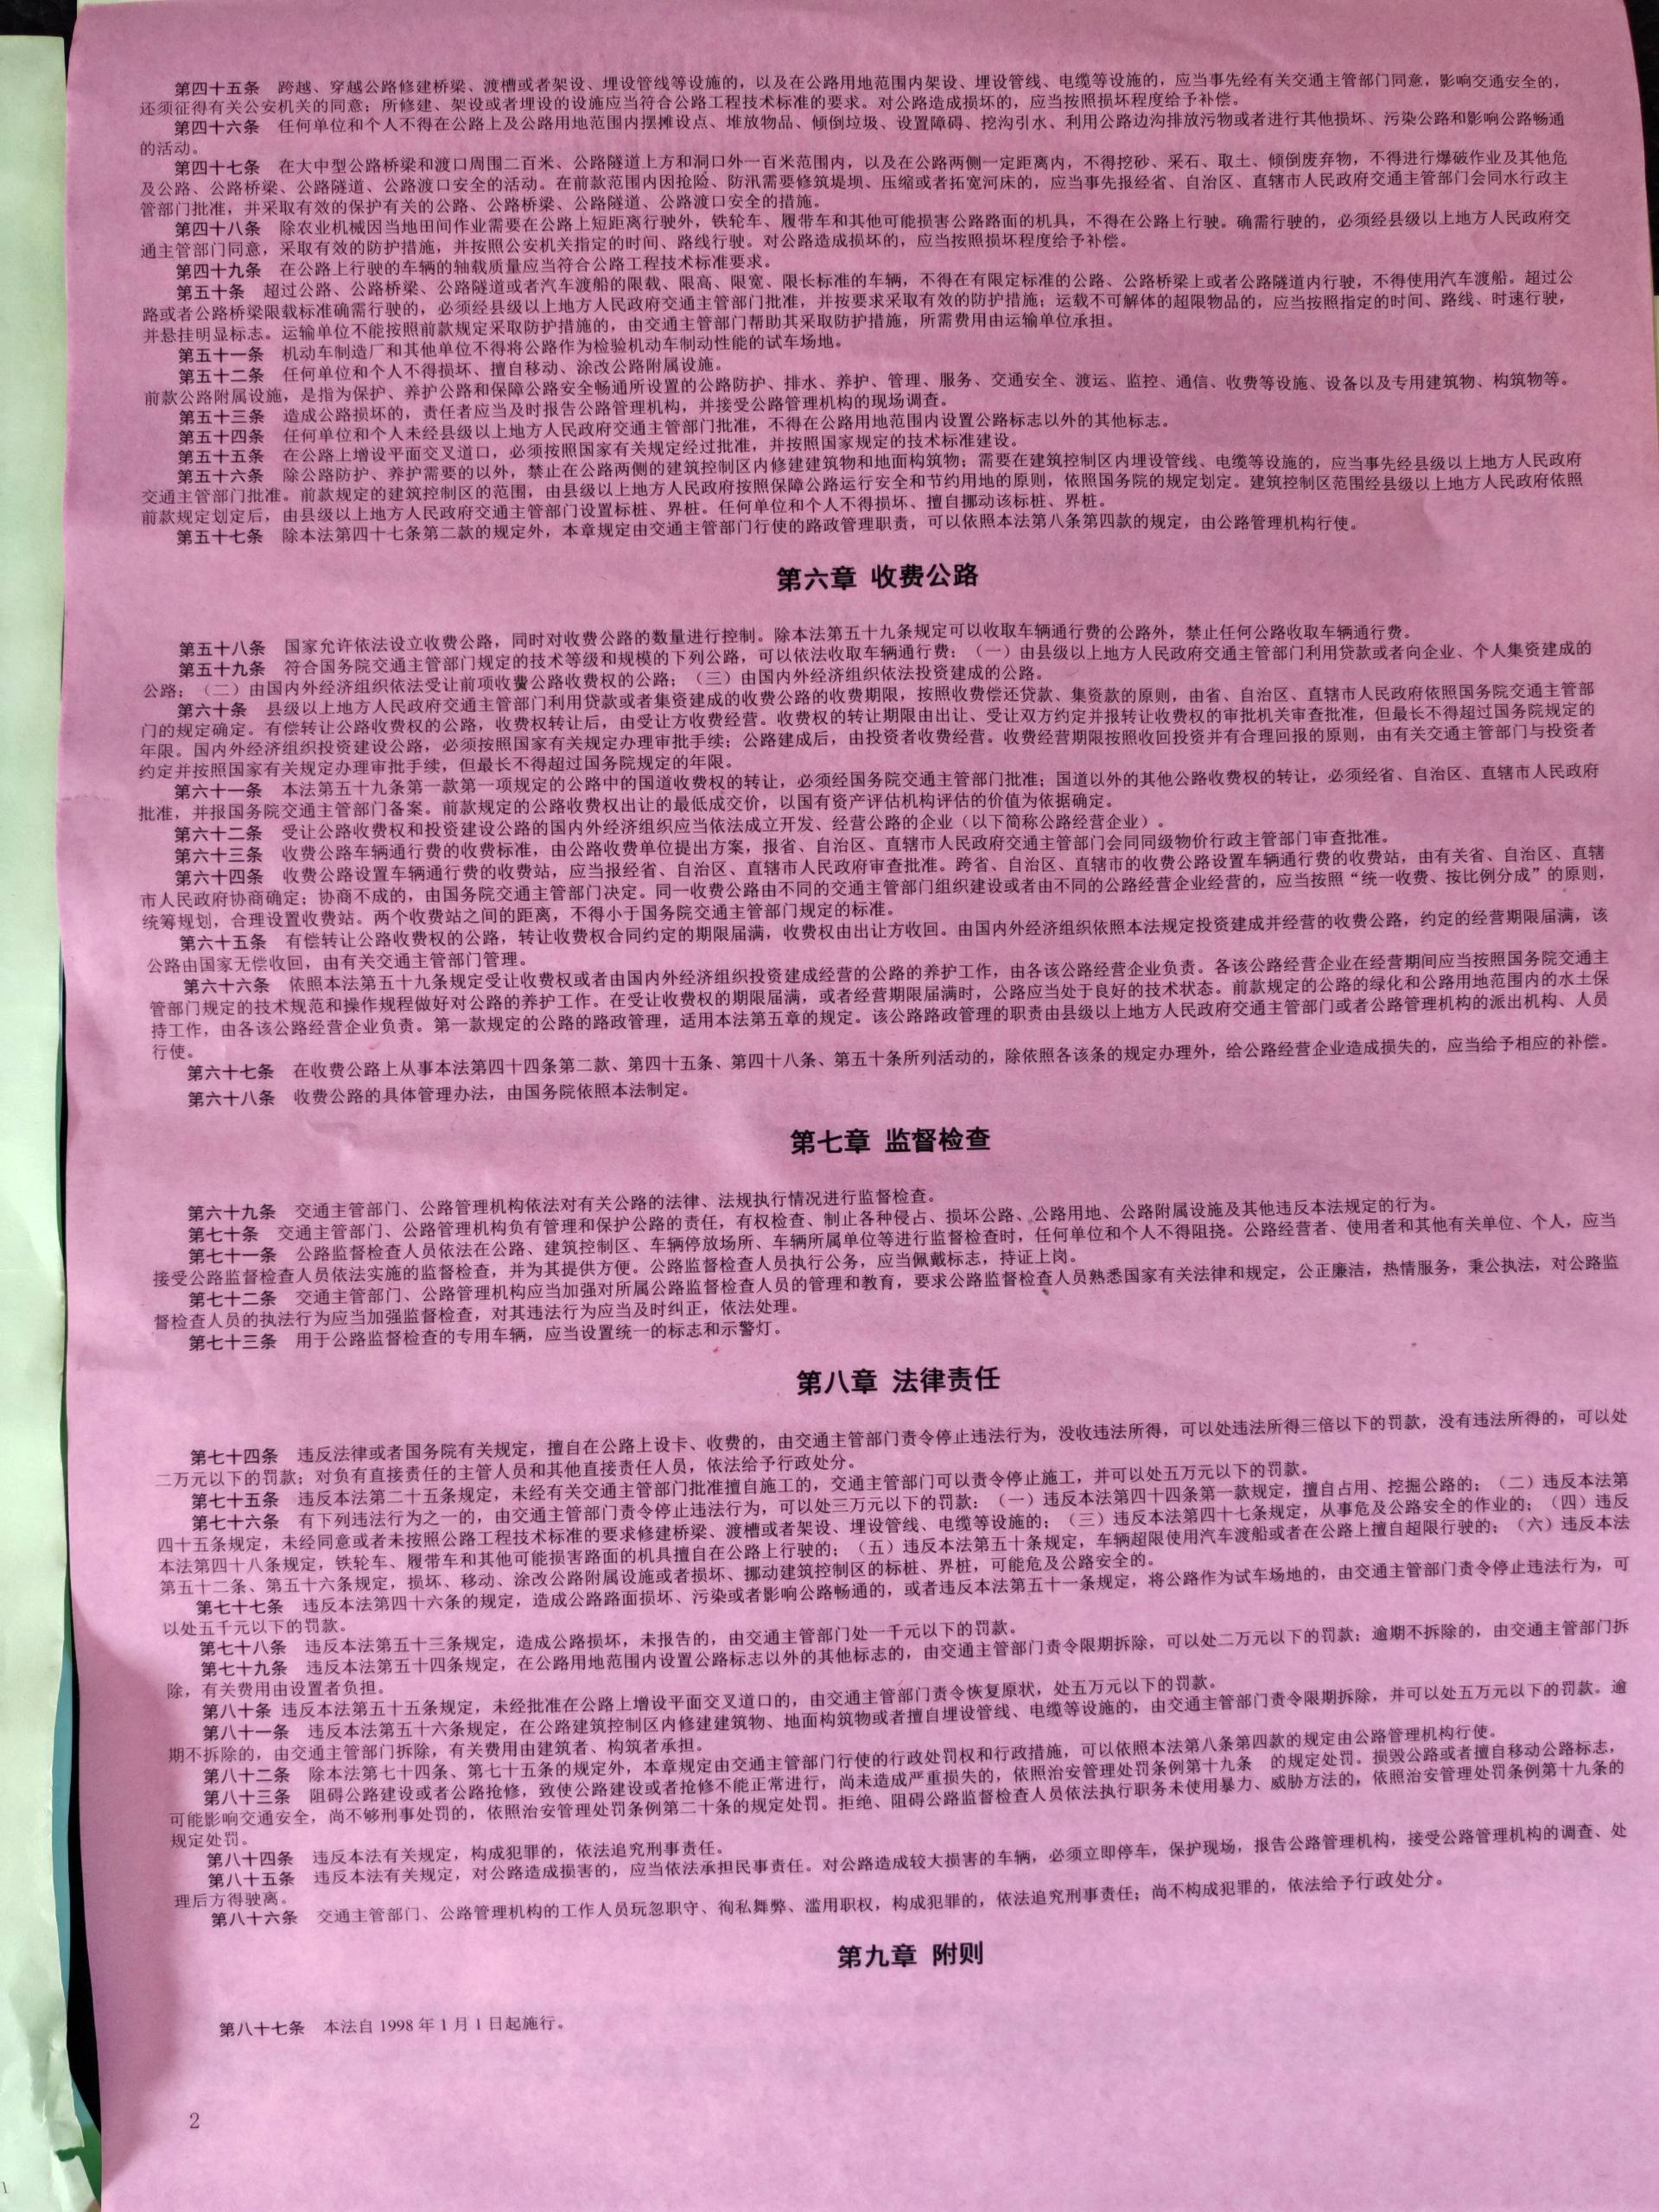 第四十五条 跨越、穿越公路修建桥梁、渡槽或者架设、埋设管线等设施的，以及在公路用地范围内架设、埋设管线、电缆等设施的，应当事先经有关交通主管部门同意，影响交通安全的，
还须征得有关公安机关的同意；所修建、架设或者埋设的设施应当符合公路工程技术标准的要求。对公路造成损坏的，应当按照损坏程度给予补偿。
第四十六条 任何单位和个人不得在公路上及公路用地范围内摆摊设点、堆放物品、倾倒垃圾、设置障碍、挖沟引水、利用公路边沟排放污物或者进行其他损坏、污染公路和影响公路畅通
的活动。
第四十七条 在大中型公路桥梁和渡口周围二百米、公路隧道上方和洞口外一百米范围内，以及在公路两侧一定距离内，不得挖砂、采石、取土、倾倒废弃物，不得进行爆破作业及其他危
及公路、公路桥梁、公路隧道、公路渡口安全的活动。在前款范围内因抢险、防汛需要修筑堤坝、压缩或者拓宽河床的，应当事先报经省、自治区、直辖市人民政府交通主管部门会同水行政主
管部门批准，并采取有效的保护有关的公路、公路桥梁、公路隧道、公路渡口安全的措施。
第四十八条 除农业机械因当地田间作业需要在公路上短距离行驶外，铁轮车、履带车和其他可能损害公路路面的机具，不得在公路上行驶。确需行驶的，必须经县级以上地方人民政府交
通主管部门同意，采取有效的防护措施，并按照公安机关指定的时间、路线行驶。对公路造成损坏的，应当按照损坏程度给予补偿。
第四十九条 在公路上行驶的车辆的轴载质量应当符合公路工程技术标准要求。
第五十条 超过公路、公路桥梁、公路隧道或者汽车渡船的限载、限高、限宽、限长标准的车辆，不得在有限定标准的公路、公路桥梁上或者公路隧道内行驶，不得使用汽车渡船。超过公
路或者公路桥梁限载标准确需行驶的，必须经县级以上地方人民政府交通主管部门批准，并按要求采取有效的防护措施；运载不可解体的超限物品的，应当按照指定的时间、路线、时速行驶，
并悬挂明显标志。运输单位不能按照前款规定采取防护措施的，由交通主管部门帮助其采取防护措施，所需费用由运输单位承担。
第五十一条 机动车制造厂和其他单位不得将公路作为检验机动车制动性能的试车场地。
第五十二条 任何单位和个人不得损坏、擅自移动、涂改公路附属设施。
前款公路附属设施，是指为保护、养护公路和保障公路安全畅通所设置的公路防护、排水、养护、管理、服务、交通安全、渡运、监控、通信、收费等设施、设备以及专用建筑物、构筑物等。
第五十三条 造成公路损坏的，责任者应当及时报告公路管理机构，并接受公路管理机构的现场调查。
第五十四条 任何单位和个人未经县级以上地方人民政府交通主管部门批准，不得在公路用地范围内设置公路标志以外的其他标志。
第五十五条 在公路上增设平面交叉道口，必须按照国家有关规定经过批准，并按照国家规定的技术标准建设。
第五十六条 除公路防护、养护需要的以外，禁止在公路两侧的建筑控制区内修建建筑物和地面构筑物；需要在建筑控制区内埋设管线、电缆等设施的，应当事先经县级以上地方人民政府
交通主管部门批准。前款规定的建筑控制区的范围，由县级以上地方人民政府按照保障公路运行安全和节约用地的原则，依照国务院的规定划定。建筑控制区范围经县级以上地方人民政府依照
前款规定划定后，由县级以上地方人民政府交通主管部门设置标桩、界桩。任何单位和个人不得损坏、擅自挪动该标桩、界桩。
第五十七条 除本法第四十七条第二款的规定外，本章规定由交通主管部门行使的路政管理职责，可以依照本法第八条第四款的规定，由公路管理机构行使。
第六章 收费公路
第五十八条 国家允许依法设立收费公路，同时对收费公路的数量进行控制。除本法第五十九条规定可以收取车辆通行费的公路外，禁止任何公路收取车辆通行费。
第五十九条 符合国务院交通主管部门规定的技术等级和规模的下列公路，可以依法收取车辆通行费：（一）由县级以上地方人民政府交通主管部门利用贷款或者向企业、个人集资建成的
公路；（二）由国内外经济组织依法受让前项收费公路收费权的公路；（三）由国内外经济组织依法投资建成的公路。
第六十条 县级以上地方人民政府交通主管部门利用贷款或者集资建成的收费公路的收费期限，按照收费偿还贷款、集资款的原则，由省、自治区、直辖市人民政府依照国务院交通主管部
门的规定确定。有偿转让公路收费权的公路，收费权转让后，由受让方收费经营。收费权的转让期限由出让、受让双方约定并报转让收费权的审批机关审查批准，但最长不得超过国务院规定的
年限。国内外经济组织投资建设公路，必须按照国家有关规定办理审批手续；公路建成后，由投资者收费经营。收费经营期限按照收回投资并有合理回报的原则，由有关交通主管部门与投资者
约定并按照国家有关规定办理审批手续，但最长不得超过国务院规定的年限。
第六十一条 本法第五十九条第一款第一项规定的公路中的国道收费权的转让，必须经国务院交通主管部门批准；国道以外的其他公路收费权的转让，必须经省、自治区、直辖市人民政府
批准，并报国务院交通主管部门备案。前款规定的公路收费权出让的最低成交价，以国有资产评估机构评估的价值为依据确定。
第六十二条 受让公路收费权和投资建设公路的国内外经济组织应当依法成立开发、经营公路的企业（以下简称公路经营企业）。
第六十三条 收费公路车辆通行费的收费标准，由公路收费单位提出方案，报省、自治区、直辖市人民政府交通主管部门会同同级物价行政主管部门审查批准。
第六十四条 收费公路设置车辆通行费的收费站，应当报经省、自治区、直辖市人民政府审查批准。跨省、自治区、直辖市的收费公路设置车辆通行费的收费站，由有关省、自治区、直辖
市人民政府协商确定；协商不成的，由国务院交通主管部门决定。同一收费公路由不同的交通主管部门组织建设或者由不同的公路经营企业经营的，应当按照“统一收费、按比例分成”的原则，
统筹规划，合理设置收费站。两个收费站之间的距离，不得小于国务院交通主管部门规定的标准。
第六十五条 有偿转让公路收费权的公路，转让收费权合同约定的期限届满，收费权由出让方收回。由国内外经济组织依照本法规定投资建成并经营的收费公路，约定的经营期限届满，该
公路由国家无偿收回，由有关交通主管部门管理。
第六十六条 依照本法第五十九条规定受让收费权或者由国内外经济组织投资建成经营的公路的养护工作，由各该公路经营企业负责。各该公路经营企业在经营期间应当按照国务院交通主
管部门规定的技术规范和操作规程做好对公路的养护工作。在受让收费权的期限届满，或者经营期限届满时，公路应当处于良好的技术状态。前款规定的公路的绿化和公路用地范围内的水土保
持工作，由各该公路经营企业负责。第一款规定的公路的路政管理，适用本法第五章的规定。该公路路政管理的职责由县级以上地方人民政府交通主管部门或者公路管理机构的派出机构、人员
行使。
第六十七条 在收费公路上从事本法第四十四条第二款、第四十五条、第四十八条、第五十条所列活动的，除依照各该条的规定办理外，给公路经营企业造成损失的，应当给予相应的补偿。
第六十八条 收费公路的具体管理办法，由国务院依照本法制定。
第七章 监督检查
第六十九条 交通主管部门、公路管理机构依法对有关公路的法律、法规执行情况进行监督检查。
第七十条 交通主管部门、公路管理机构负有管理和保护公路的责任，有权检查、制止各种侵占、损坏公路、公路用地、公路附属设施及其他违反本法规定的行为。
第七十一条 公路监督检查人员依法在公路、建筑控制区、车辆停放场所、车辆所属单位等进行监督检查时，任何单位和个人不得阻挠。公路经营者、使用者和其他有关单位、个人，应当
接受公路监督检查人员依法实施的监督检查，并为其提供方便。公路监督检查人员执行公务，应当佩戴标志，持证上岗。
第七十二条 交通主管部门、公路管理机构应当加强对所属公路监督检查人员的管理和教育，要求公路监督检查人员熟悉国家有关法律和规定，公正廉洁，热情服务，秉公执法，对公路监
督检查人员的执法行为应当加强监督检查，对其违法行为应当及时纠正，依法处理。
第七十三条 用于公路监督检查的专用车辆，应当设置统一的标志和示警灯。
第八章 法律责任
第七十四条 违反法律或者国务院有关规定，擅自在公路上设卡、收费的，由交通主管部门责令停止违法行为，没收违法所得，可以处违法所得三倍以下的罚款，没有违法所得的，可以处
二万元以下的罚款；对负有直接责任的主管人员和其他直接责任人员，依法给予行政处分。
第七十五条 违反本法第二十五条规定，未经有关交通主管部门批准擅自施工的，交通主管部门可以责令停止施工，并可以处五万元以下的罚款。
第七十六条 有下列违法行为之一的，由交通主管部门责令停止违法行为，可以处三万元以下的罚款：（一）违反本法第四十四条第一款规定，擅自占用、挖掘公路的；（二）违反本法第
四十五条规定，未经同意或者未按照公路工程技术标准的要求修建桥梁、渡槽或者架设、埋设管线、电缆等设施的；（三）违反本法第四十七条规定，从事危及公路安全的作业的；（四）违反
本法第四十八条规定，铁轮车、履带车和其他可能损害路面的机具擅自在公路上行驶的；（五）违反本法第五十条规定，车辆超限使用汽车渡船或者在公路上擅自超限行驶的；（六）违反本法
第五十二条、第五十六条规定，损坏、移动、涂改公路附属设施或者损坏、挪动建筑控制区的标桩、界桩，可能危及公路安全的。
第七十七条 违反本法第四十六条的规定，造成公路路面损坏、污染或者影响公路畅通的，或者违反本法第五十一条规定，将公路作为试车场地的，由交通主管部门责令停止违法行为，可
以处五千元以下的罚款。
第七十八条 违反本法第五十三条规定，造成公路损坏，未报告的，由交通主管部门处一千元以下的罚款。
第七十九条 违反本法第五十四条规定，在公路用地范围内设置公路标志以外的其他标志的，由交通主管部门责令限期拆除，可以处二万元以下的罚款；逾期不拆除的，由交通主管部门拆
除，有关费用由设置者负担。
第八十条 违反本法第五十五条规定，未经批准在公路上增设平面交叉道口的，由交通主管部门责令恢复原状，处五万元以下的罚款。
第八十一条 违反本法第五十六条规定，在公路建筑控制区内修建建筑物、地面构筑物或者擅自埋设管线、电缆等设施的，由交通主管部门责令限期拆除，并可以处五万元以下的罚款。逾
期不拆除的，由交通主管部门拆除，有关费用由建筑者、构筑者承担。
第八十二条 除本法第七十四条、第七十五条的规定外，本章规定由交通主管部门行使的行政处罚权和行政措施，可以依照本法第八条第四款的规定由公路管理机构行使。
第八十三条 阻碍公路建设或者公路抢修，致使公路建设或者抢修不能正常进行，尚未造成严重损失的，依照治安管理处罚条例第十九条 的规定处罚。损毁公路或者擅自移动公路标志，
可能影响交通安全，尚不够刑事处罚的，依照治安管理处罚条例第二十条的规定处罚。拒绝、阻碍公路监督检查人员依法执行职务未使用暴力、威胁方法的，依照治安管理处罚条例第十九条的
规定处罚。
第八十四条 违反本法有关规定，构成犯罪的，依法追究刑事责任。
第八十五条 违反本法有关规定，对公路造成损害的，应当依法承担民事责任。对公路造成较大损害的车辆，必须立即停车，保护现场，报告公路管理机构，接受公路管理机构的调查、处
理后方得驶离。
第八十六条 交通主管部门、公路管理机构的工作人员玩忽职守、徇私舞弊、滥用职权，构成犯罪的，依法追究刑事责任；尚不构成犯罪的，依法给予行政处分。
第九章 附则
第八十七条 本法自 1998 年 1 月 1 日起施行。
2
1